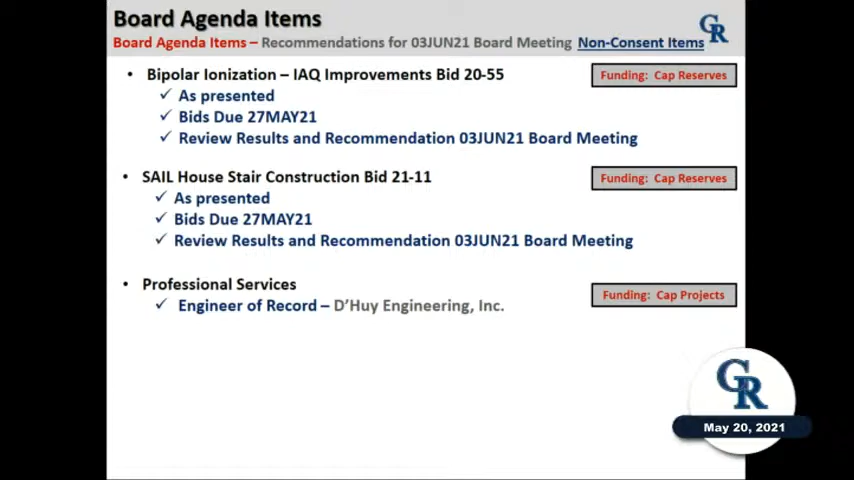 Board Agenda Items
Board Agenda Items – Recommendations for 03JUN21 Board Meeting Non-Consent Items
GR
• Bipolar Ionization – IAQ Improvements Bid 20-55
Funding: Cap Reserves
✓ As presented
✓ Bids Due 27MAY21
✓ Review Results and Recommendation 03JUN21 Board Meeting
• SAIL House Stair Construction Bid 21-11
Funding: Cap Reserves
✓ As presented
✓ Bids Due 27MAY21
✓ Review Results and Recommendation 03JUN21 Board Meeting
• Professional Services
Funding: Cap Projects
✓ Engineer of Record – D’Huy Engineering, Inc.
GR
May 20, 2021